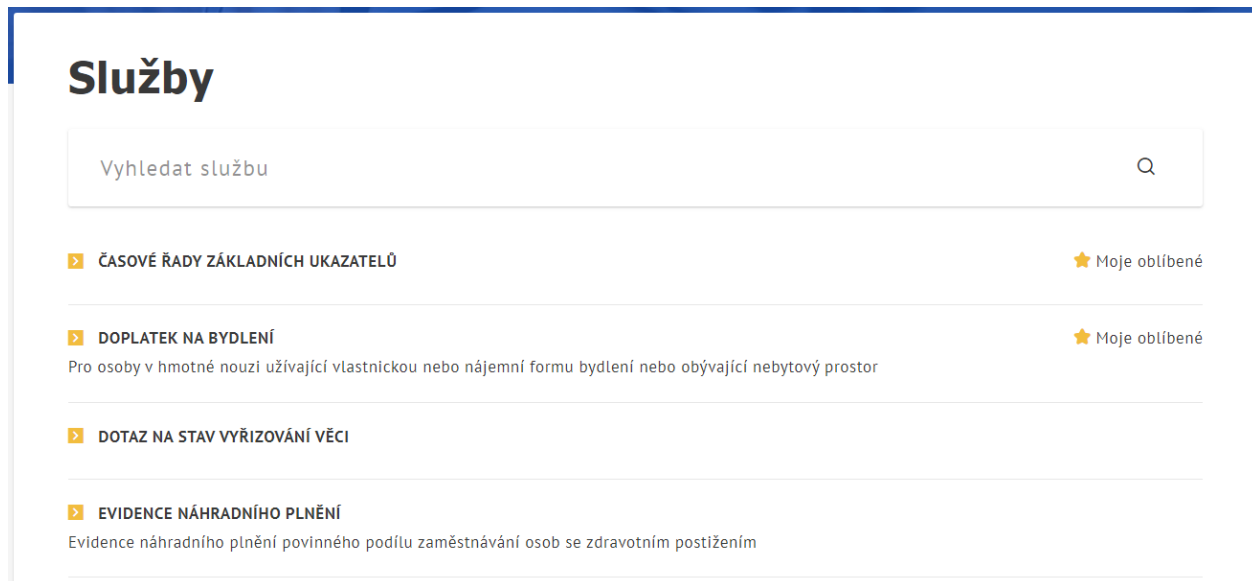 Služby
Vyhledat službu
ČASOVÉ ŘADY ZÁKLADNÍCH UKAZATELŮ
Moje oblíbené
DOPLATEK NA BYDLENÍ
Moje oblíbené
Pro osoby v hmotné nouzi užívající vlastnickou nebo nájemní formu bydlení nebo obývající nebytový prostor
DOTAZ NA STAV VYŘIZOVÁNÍ VĚCI
EVIDENCE NÁHRADNÍHO PLNĚNÍ
Evidence náhradního plnění povinného podílu zaměstnávání osob se zdravotním postižením